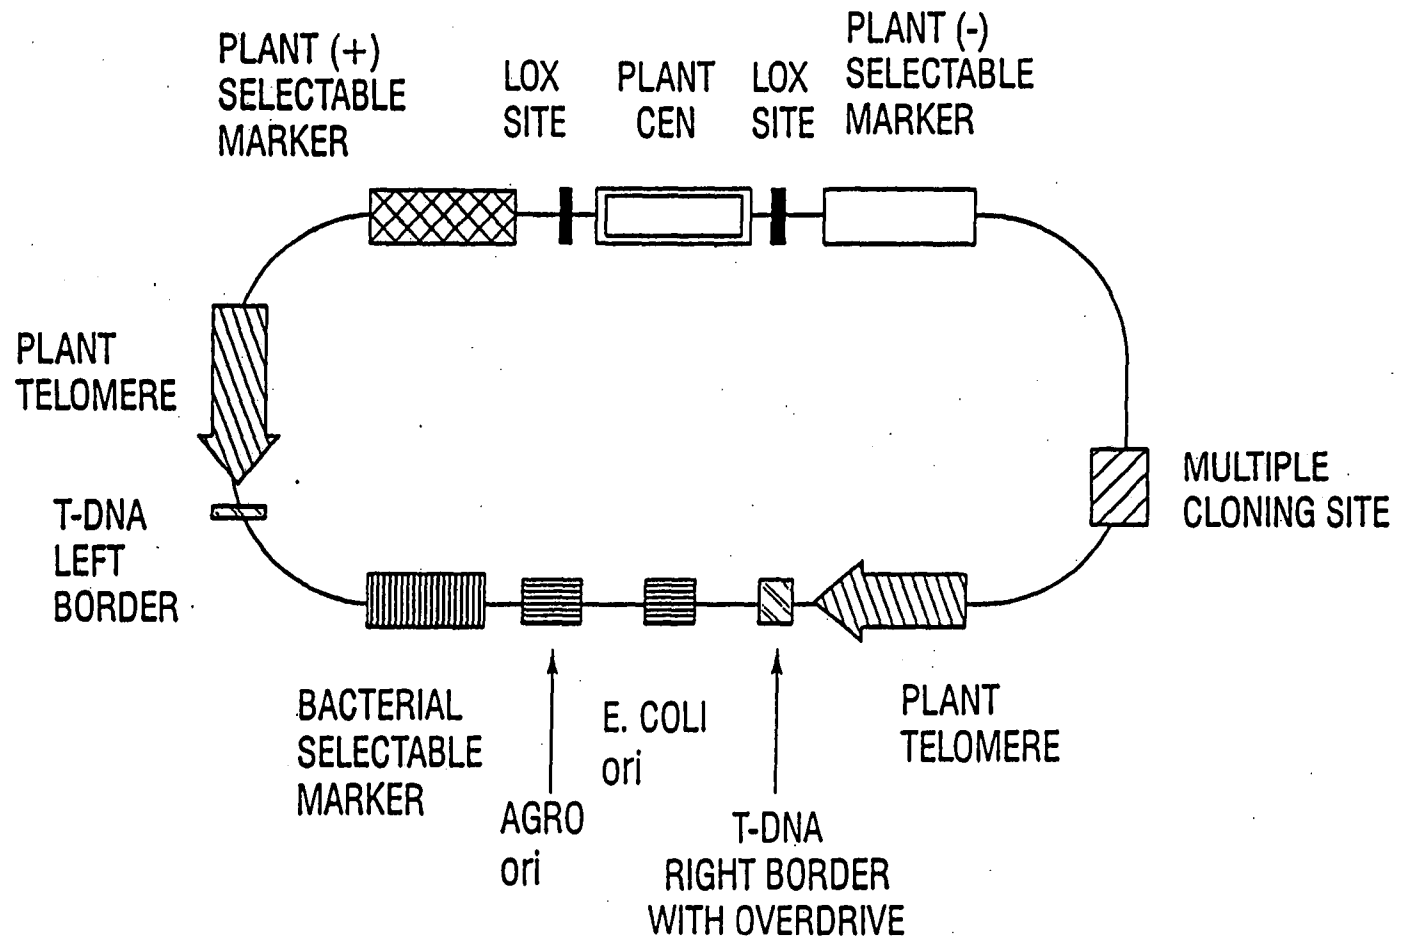 PLANT (+)
SELECTABLE
MARKER
LOX
SITE
PLANT
CEN
LOX
SITE
PLANT (-)
SELECTABLE
MARKER
PLANT
TELOMERE
MULTIPLE
CLONING SITE
T-DNA
LEFT
BORDER
BACTERIAL
SELECTABLE
MARKER
AGRO
ori
E. COLI
ori
T-DNA
RIGHT BORDER
WITH OVERDRIVE
PLANT
TELOMERE